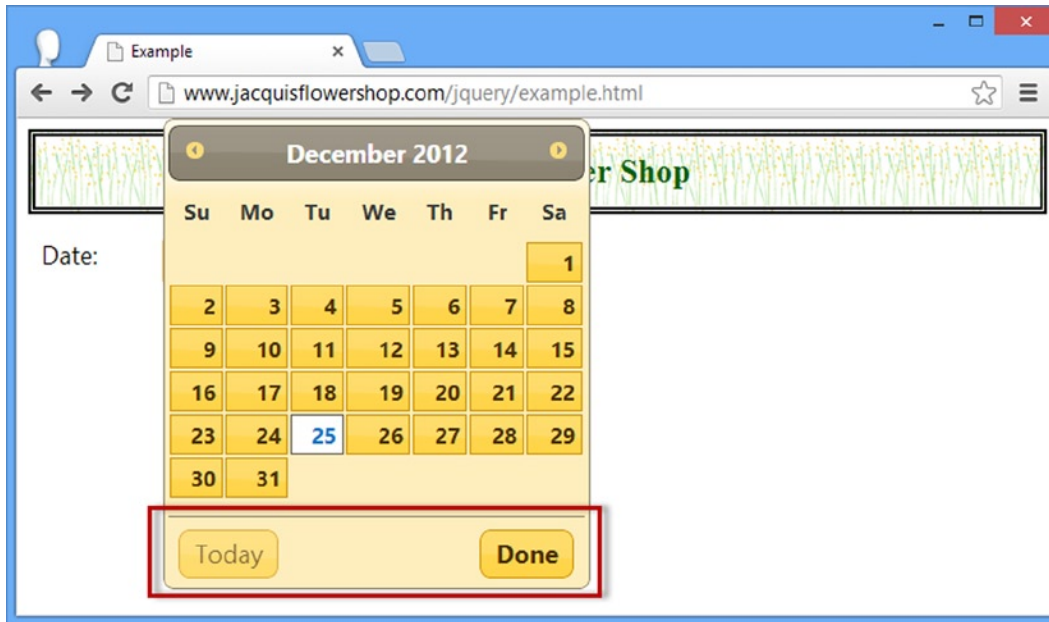 Example
www.jacquisflowershop.com/jquery/example.html
December 2012
er Shop
Su Mo Tu We Th Fr Sa
Date:
1
2 3 4 5 6 7 8
9 10 11 12 13 14 15
16 17 18 19 20 21 22
23 24 25 26 27 28 29
30 31
Today Done